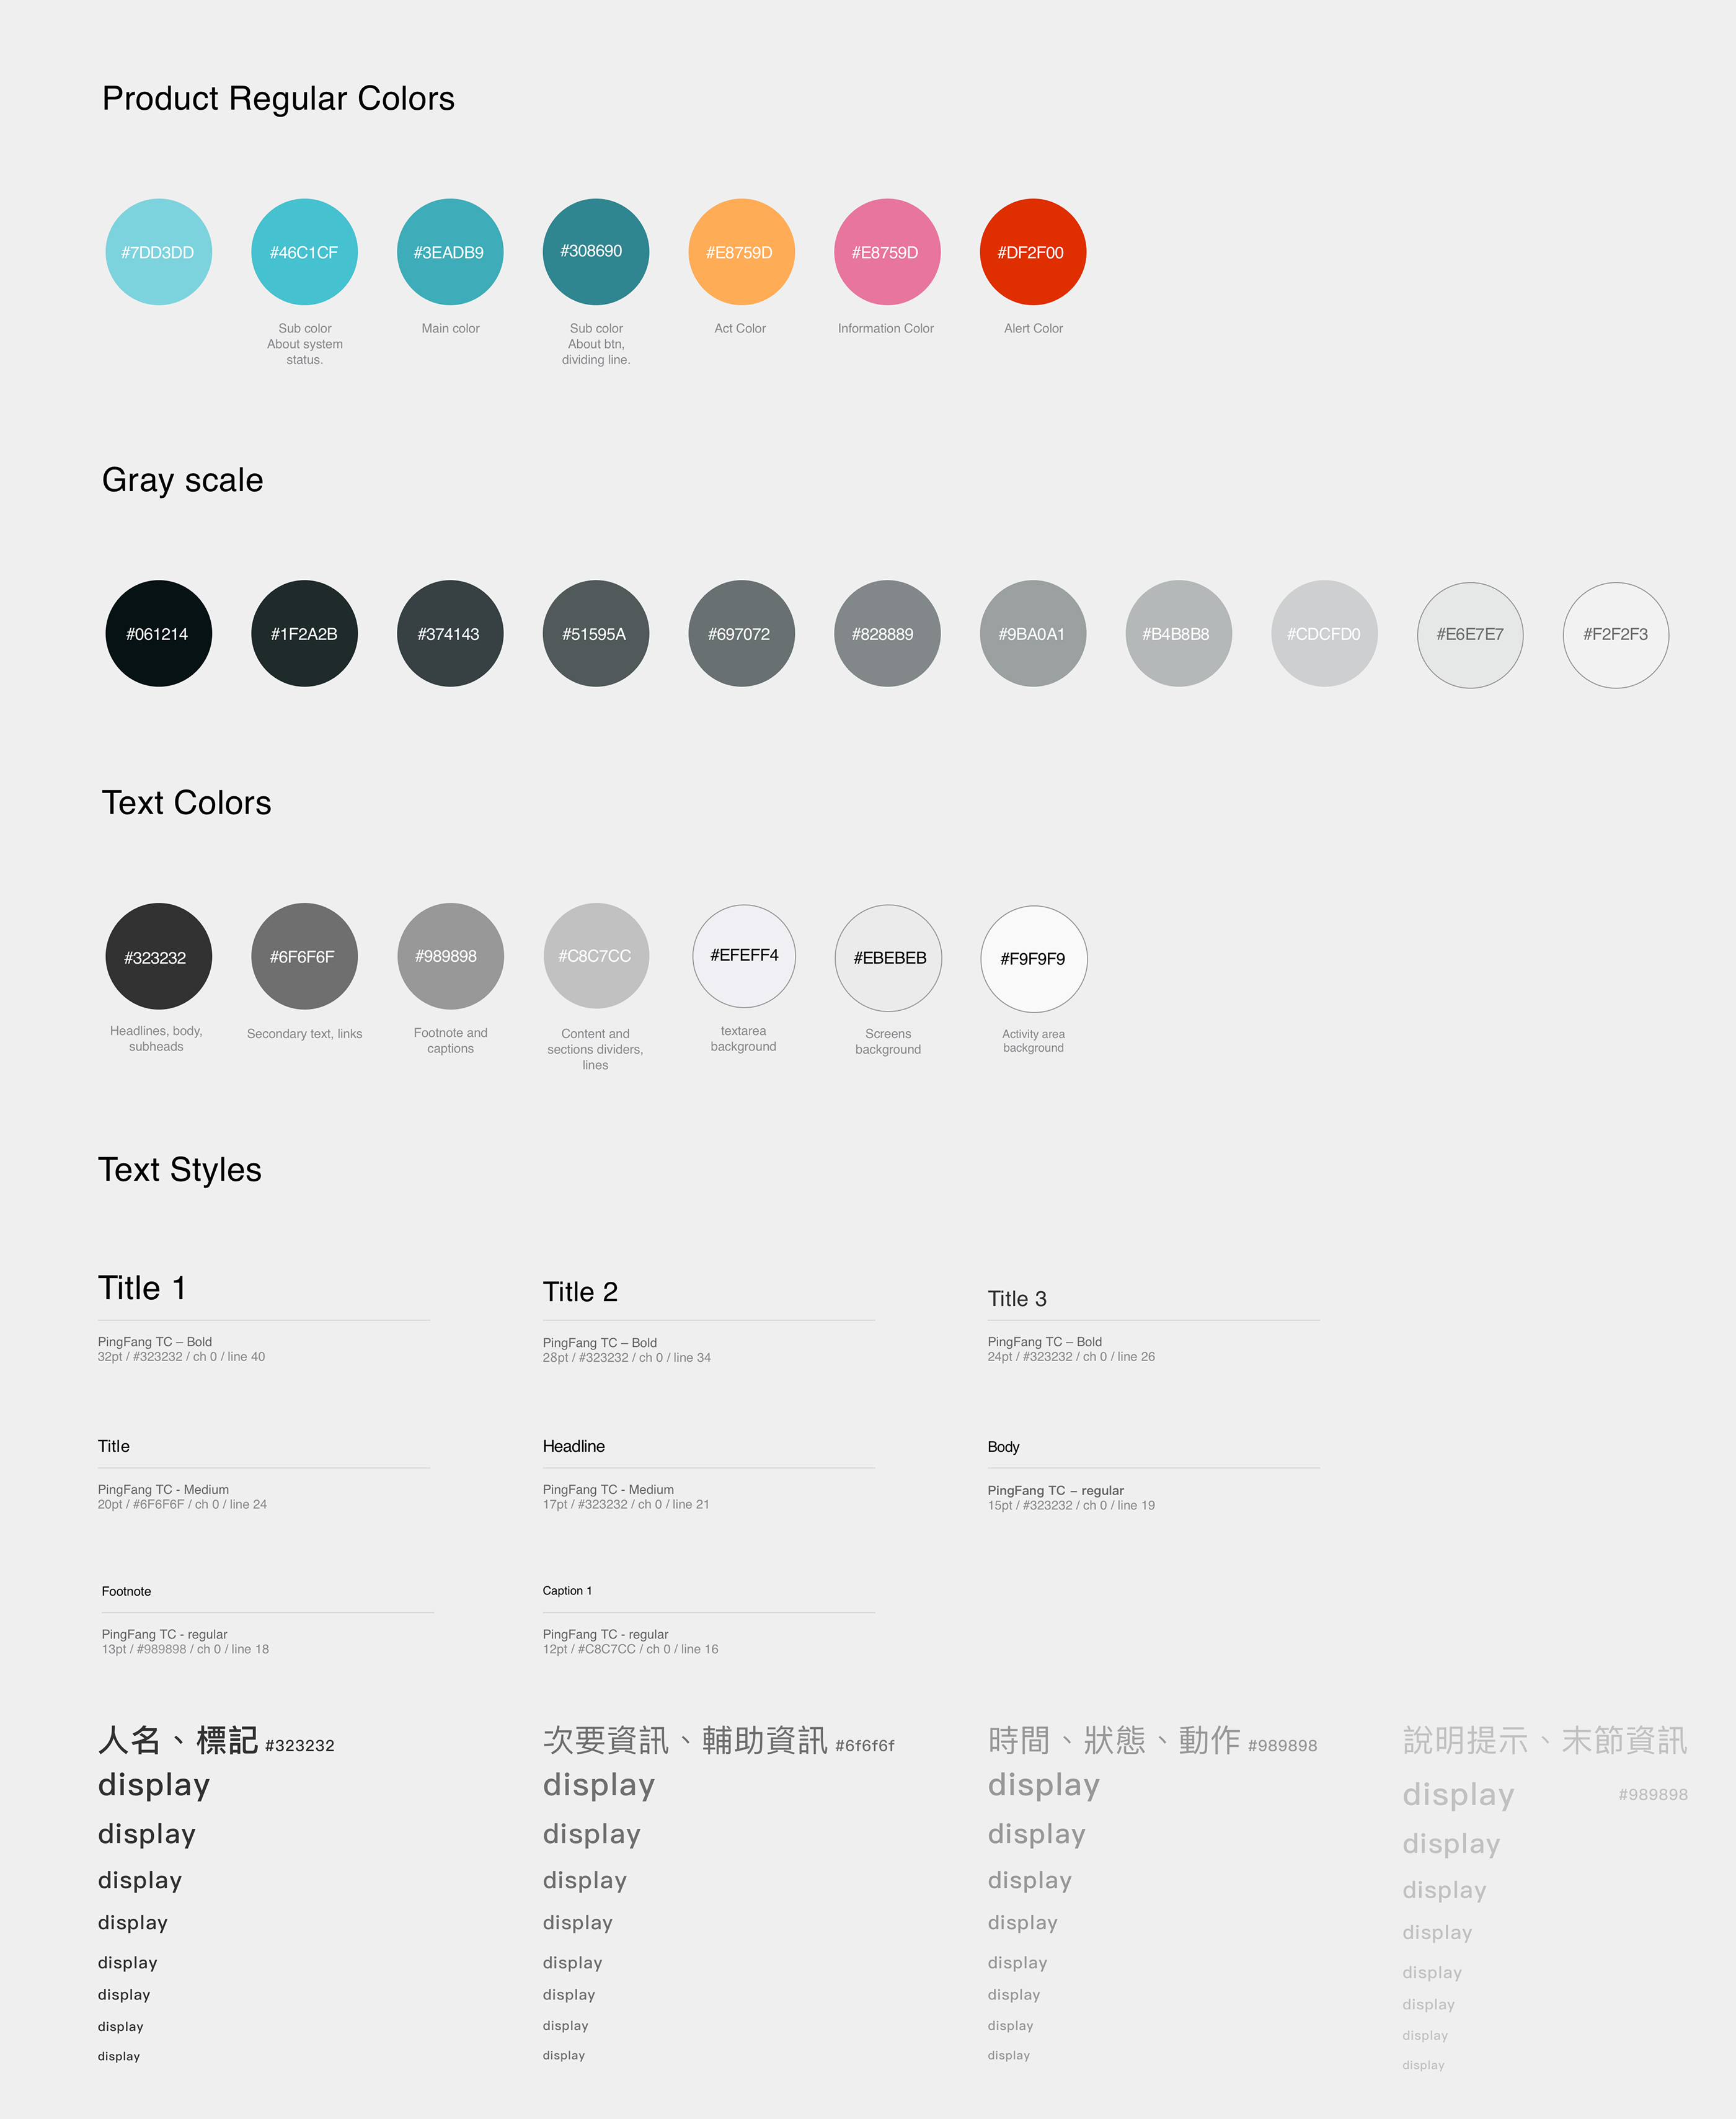 Product Regular Colors
#7DD3DD
#46C1CF
#3EADB9
#308690
#E8759D
#E8759D
#DF2F00
Sub color
About system
status.
Main color
Sub color
About btn,
dividing line.
Act Color
Information Color
Alert Color
Gray scale
#061214
#1F2A2B
#374143
#51595A
#697072
#828889
#9BA0A1
#B4B8B8
#CDCFD0
#E6E7E7
#F2F2F3
Text Colors
#323232
#6F6F6F
#989898
#C8C7CC
#EFEFF4
#EBEBEB
#F9F9F9
Headlines, body,
subheads
Secondary text, links
Footnote and
captions
Content and
sections dividers,
lines
textarea
background
Screens
background
Activity area
background
Text Styles
Title 1
PingFang TC – Bold
32pt / #323232 / ch 0 / line 40
Title 2
PingFang TC – Bold
28pt / #323232 / ch 0 / line 34
Title 3
PingFang TC – Bold
24pt / #323232 / ch 0 / line 26
Title
PingFang TC - Medium
20pt / #6F6F6F / ch 0 / line 24
Headline
PingFang TC - Medium
17pt / #323232 / ch 0 / line 21
Body
PingFang TC – regular
15pt / #323232 / ch 0 / line 19
Footnote
PingFang TC - regular
13pt / #989898 / ch 0 / line 18
Caption 1
PingFang TC - regular
12pt / #C8C7CC / ch 0 / line 16
人名、標記 #323232
display
display
display
display
display
display
display
display
次要資訊、輔助資訊 #6f6f6f
display
display
display
display
display
display
display
display
時間、狀態、動作 #989898
display
display
display
display
display
display
display
display
說明提示、末節資訊
display #989898
display
display
display
display
display
display
display